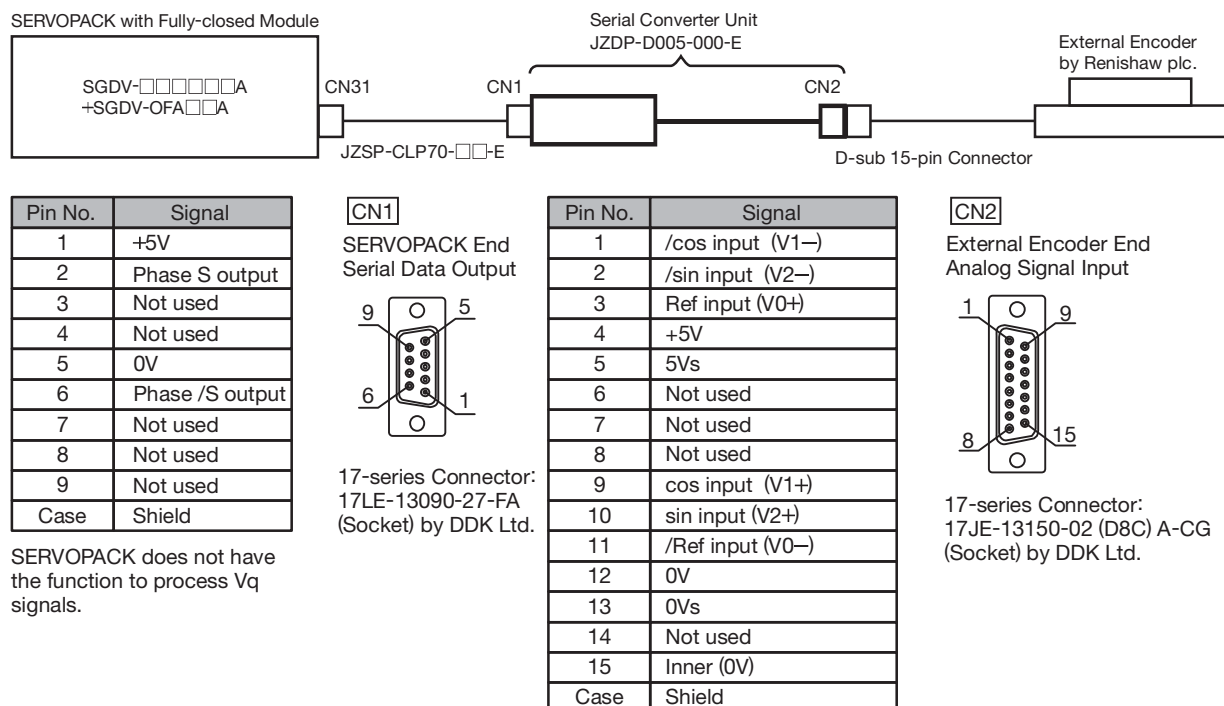 SERVOPACK with Fully-closed Module
Serial Converter Unit
JZDP-D005-000-E
External Encoder
by Renishaw plc.
SGDV-□□□□□□A
+SGDV-OFA□□A
CN31
CN1
CN2
JZSP-CLP70-□□-E
D-sub 15-pin Connector
Pin No. Signal
1 +5V
2 Phase S output
3 Not used
4 Not used
5 0V
6 Phase /S output
7 Not used
8 Not used
9 Not used
Case Shield
SERVOPACK does not have
the function to process Vq
signals.
CN1
SERVOPACK End
Serial Data Output
9 5
6 1
17-series Connector:
17LE-13090-27-FA
(Socket) by DDK Ltd.
Pin No. Signal
1 /cos input (V1−)
2 /sin input (V2−)
3 Ref input (V0+)
4 +5V
5 5Vs
6 Not used
7 Not used
8 Not used
9 cos input (V1+)
10 sin input (V2+)
11 /Ref input (V0−)
12 0V
13 0Vs
14 Not used
15 Inner (0V)
Case Shield
CN2
External Encoder End
Analog Signal Input
1 9
8 15
17-series Connector:
17JE-13150-02 (D8C) A-CG
(Socket) by DDK Ltd.